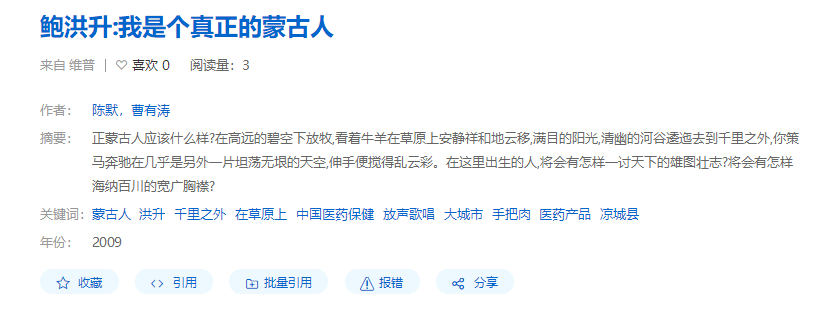 鲍洪升:我是个真正的蒙古人
来自 维普 | 喜欢 0 阅读量：3
作者： 陈默，曹有涛
摘要： 正蒙古人应该什么样?在高远的碧空下放牧,看着牛羊在草原上安静祥和地云移,满目的阳光,清幽的河谷逶迤去到千里之外,你策
马奔驰在几乎是另外一片坦荡无垠的天空,伸手便搅得乱云彩。在这里出生的人,将会有怎样一讨天下的雄图壮志?将会有怎样
海纳百川的宽广胸襟?
关键词： 蒙古人 洪升 千里之外 在草原上 中国医药保健 放声歌唱 大城市 手把肉 医药产品 凉城县
年份： 2009
收藏 引用 批量引用 报错 分享